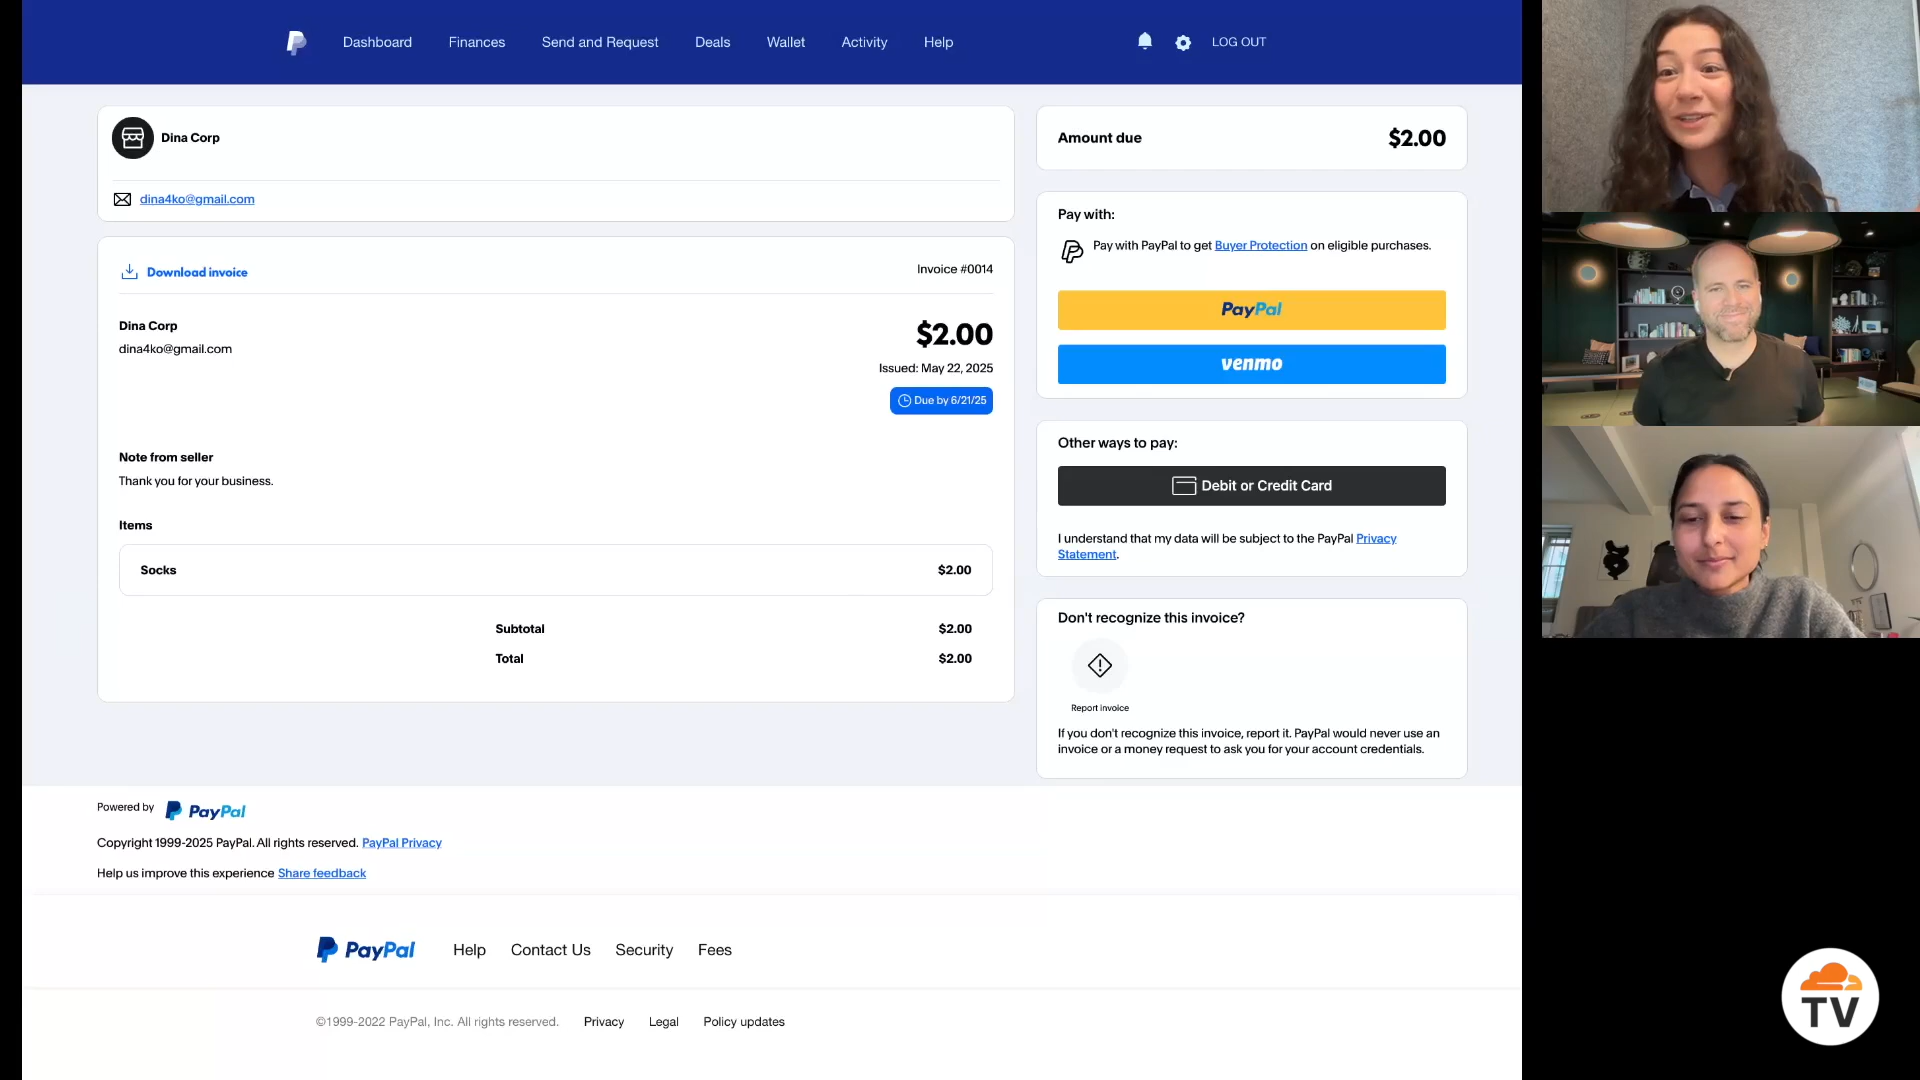 Dashboard Finances Send and Request Deals Wallet Activity Help LOG OUT
Dina Corp
dina4ko@gmail.com
Download invoice
Invoice #0014
Dina Corp
dina4ko@gmail.com
$2.00
Issued: May 22, 2025
Due by 6/21/25
Note from seller
Thank you for your business.
Items
Socks $2.00
Subtotal $2.00
Total $2.00
Amount due $2.00
Pay with:
Pay with PayPal to get Buyer Protection on eligible purchases.
PayPal
venmo
Other ways to pay:
Debit or Credit Card
I understand that my data will be subject to the PayPal Privacy
Statement.
Don't recognize this invoice?
Report invoice
If you don't recognize this invoice, report it. PayPal would never use an
invoice or a money request to ask you for your account credentials.
Powered by PayPal
Copyright 1999-2025 PayPal. All rights reserved. PayPal Privacy
Help us improve this experience Share feedback
PayPal Help Contact Us Security Fees
©1999-2022 PayPal, Inc. All rights reserved. Privacy Legal Policy updates
TV